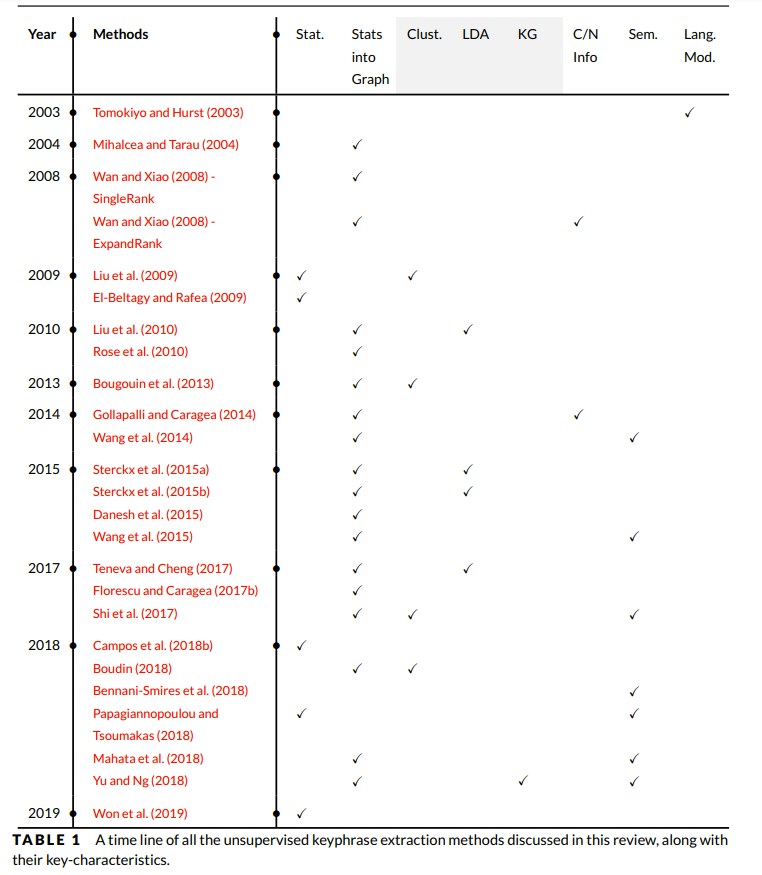 Year Methods Stat. Stats Clust. LDA KG C/N Sem. Lang.
into Info Mod.
Graph
2003 Tomokiyo and Hurst (2003) ✓
2004 Mihalcea and Tarau (2004) ✓
2008 Wan and Xiao (2008) - ✓
SingleRank
Wan and Xiao (2008) - ✓ ✓
ExpandRank
2009 Liu et al. (2009) ✓ ✓
El-Beltagy and Rafea (2009) ✓
2010 Liu et al. (2010) ✓ ✓
Rose et al. (2010) ✓
2013 Bougouin et al. (2013) ✓ ✓
2014 Gollapalli and Caragea (2014) ✓ ✓
Wang et al. (2014) ✓ ✓
2015 Sterckx et al. (2015a) ✓ ✓
Sterckx et al. (2015b) ✓ ✓
Danesh et al. (2015) ✓
Wang et al. (2015) ✓ ✓
2017 Teneva and Cheng (2017) ✓ ✓
Florescu and Caragea (2017b) ✓
Shi et al. (2017) ✓ ✓ ✓
2018 Campos et al. (2018b) ✓
Boudin (2018) ✓ ✓
Bennani-Smires et al. (2018) ✓
Papagiannopoulou and ✓ ✓
Tsoumakas (2018)
Mahata et al. (2018) ✓ ✓
Yu and Ng (2018) ✓ ✓ ✓
2019 Won et al. (2019) ✓
TABLE 1 A time line of all the unsupervised keyphrase extraction methods discussed in this review, along with
their key-characteristics.